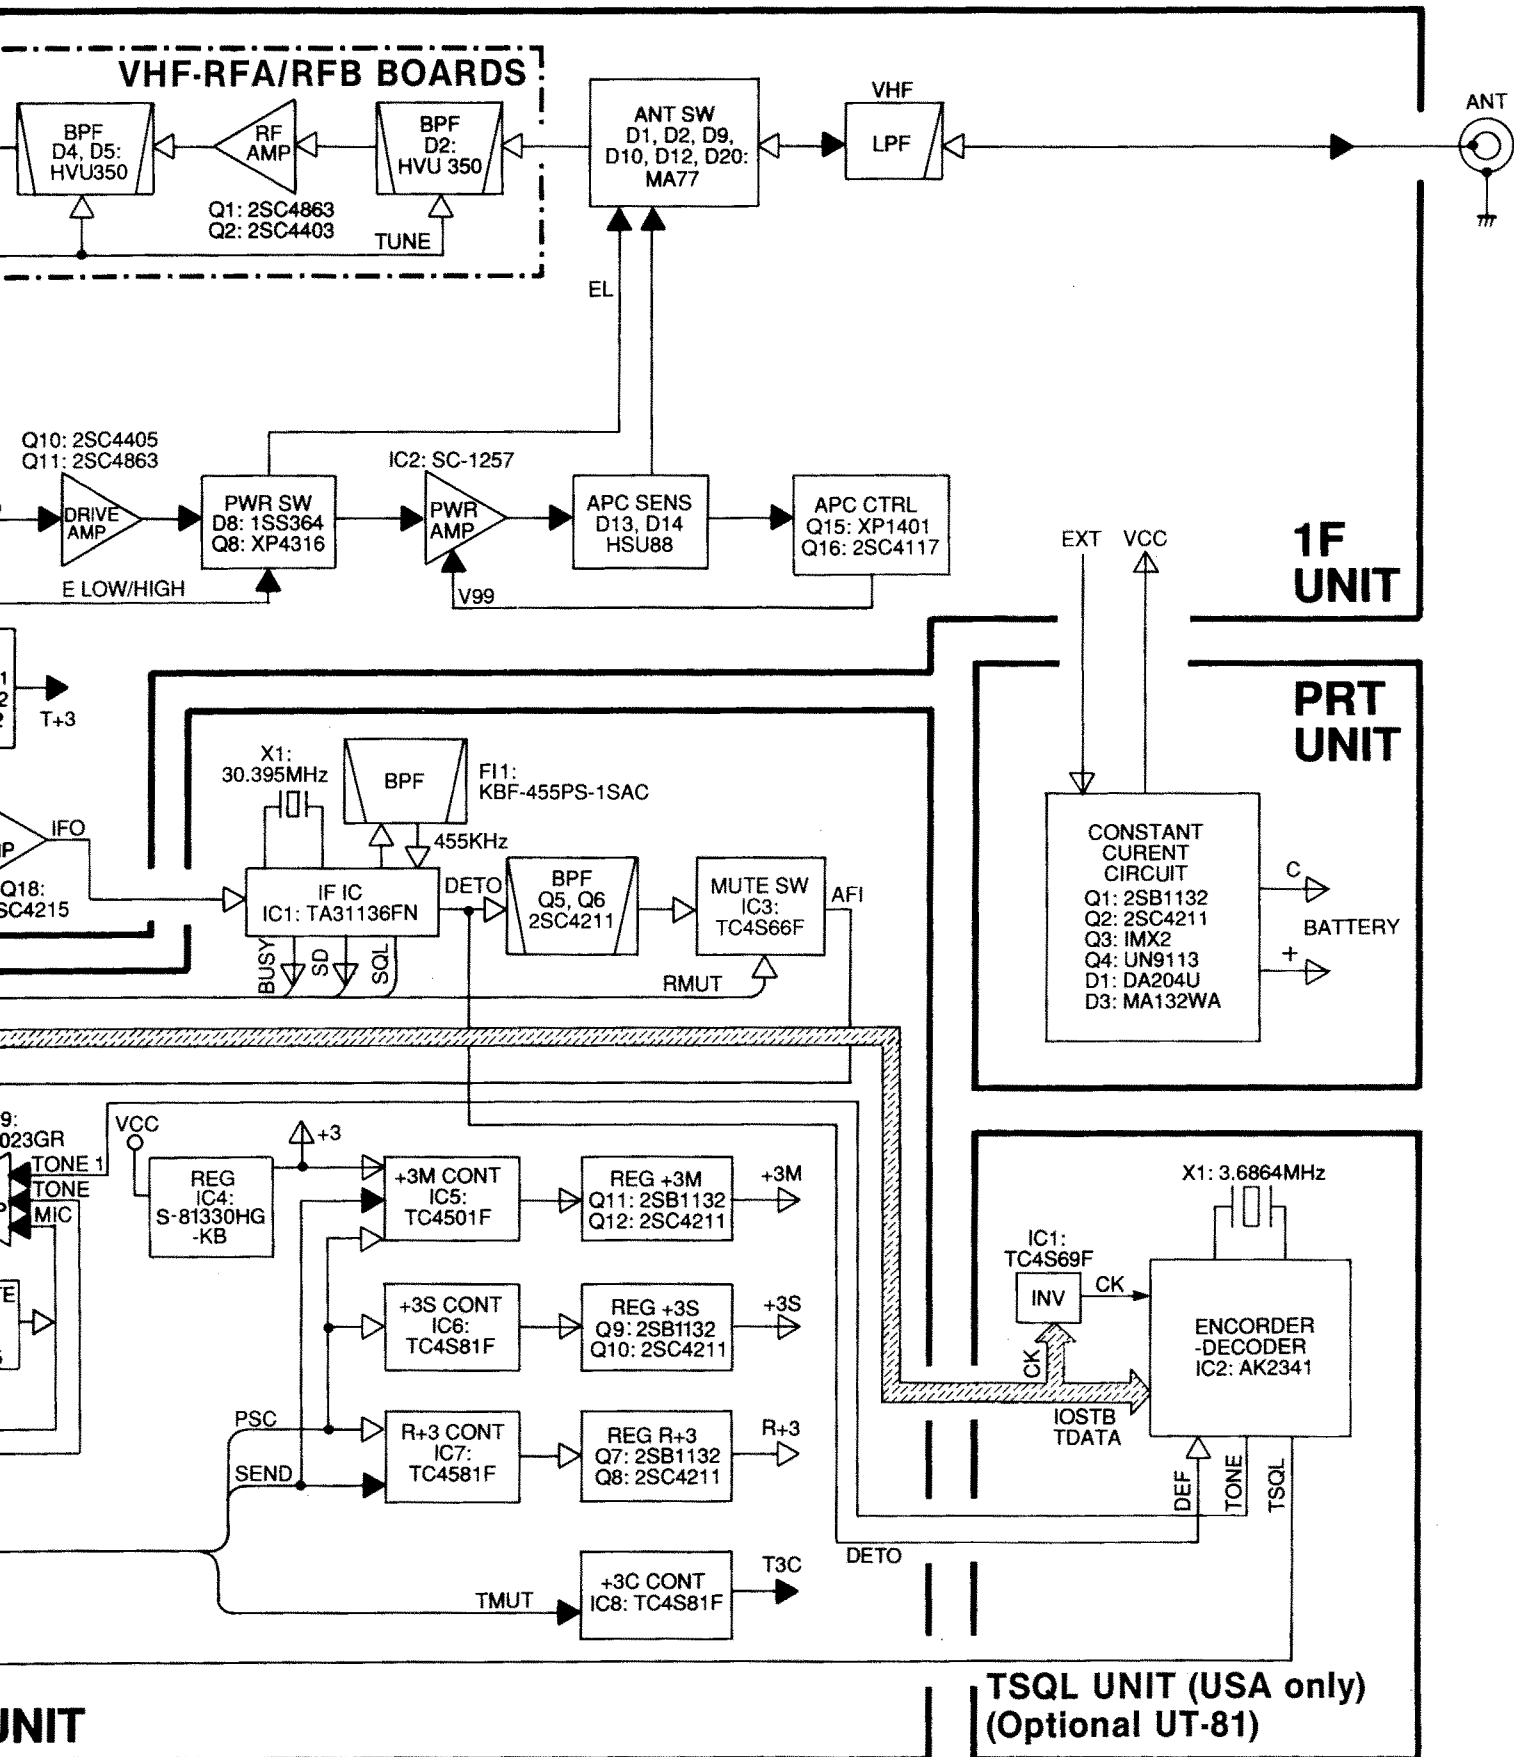 VHF-RFA/RFB BOARDS
BPF
D4, D5:
HVU350
RF
AMP
Q1: 2SC4863
Q2: 2SC4403
BPF
D2:
HVU 350
TUNE
ANT SW
D1, D2, D9,
D10, D12, D20:
MA77
VHF
LPF
ANT
EL
Q10: 2SC4405
Q11: 2SC4863
DRIVE
AMP
PWR SW
D8: 1SS364
Q8: XP4316
E LOW/HIGH
IC2: SC-1257
PWR
AMP
V99
APC SENS
D13, D14
HSU88
APC CTRL
Q15: XP1401
Q16: 2SC4117
1F
UNIT
EXT
VCC
PRT
UNIT
1
2
2
T+3
CONSTANT
CURENT
CIRCUIT
Q1: 2SB1132
Q2: 2SC4211
Q3: IMX2
Q4: UN9113
D1: DA204U
D3: MA132WA
C
BATTERY
+
X1:
30.395MHz
BPF
FI1:
KBF-455PS-1SAC
455KHz
IFO
IP
Q18:
SC4215
IF IC
IC1: TA31136FN
BUSY
SD
SQL
DETO
BPF
Q5, Q6
2SC4211
MUTE SW
IC3:
TC4S66F
AFI
RMUT
9:
023GR
TONE 1
TONE
MIC
P
TE
VCC
REG
IC4:
S-81330HG
-KB
+3
+3M CONT
IC5:
TC4501F
REG +3M
Q11: 2SB1132
Q12: 2SC4211
+3M
+3S CONT
IC6:
TC4S81F
REG +3S
Q9: 2SB1132
Q10: 2SC4211
+3S
PSC
SEND
R+3 CONT
IC7:
TC4581F
REG R+3
Q7: 2SB1132
Q8: 2SC4211
R+3
TMUT
+3C CONT
IC8: TC4S81F
T3C
X1: 3.6864MHz
IC1:
TC4S69F
INV
CK
CK
ENCORDER
-DECODER
IC2: AK2341
IOSTB
TDATA
DEF
TONE
TSQL
DETO
TSQL UNIT (USA only)
(Optional UT-81)
UNIT